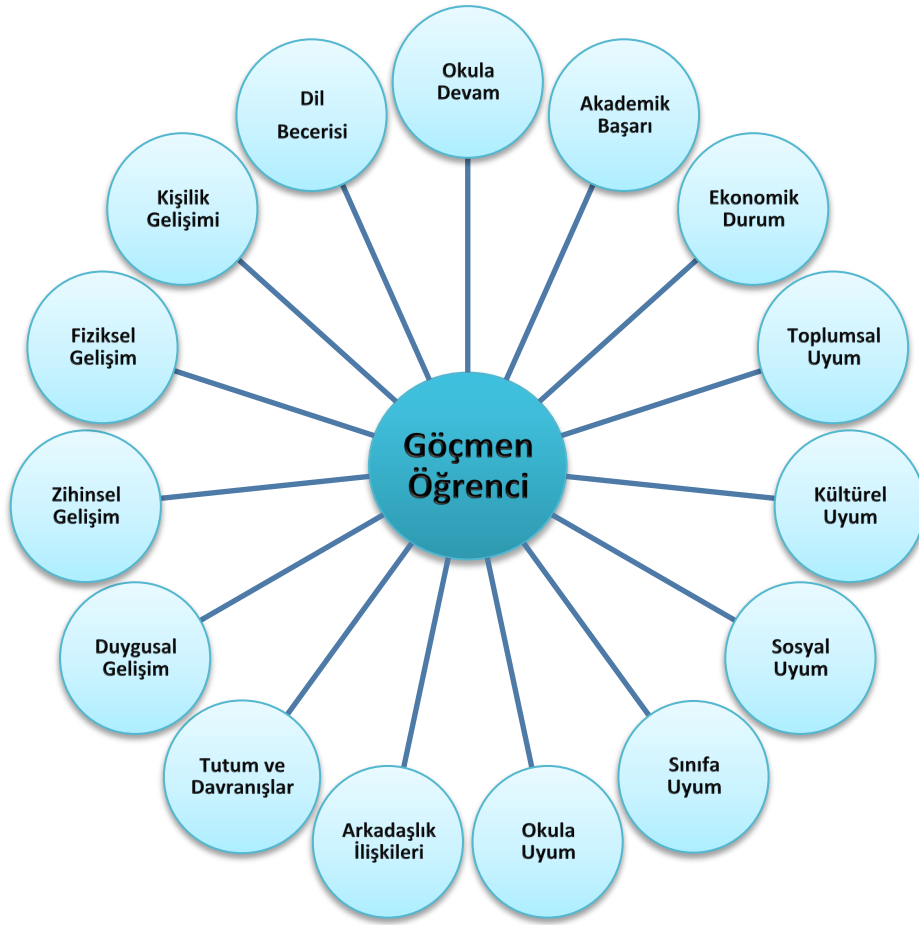 Okula
Devam
Akademik
Başarı
Ekonomik
Durum
Toplumsal
Uyum
Kültürel
Uyum
Sosyal
Uyum
Sınıfa
Uyum
Okula
Uyum
Arkadaşlık
İlişkileri
Tutum ve
Davranışlar
Duygusal
Gelişim
Zihinsel
Gelişim
Fiziksel
Gelişim
Kişilik
Gelişimi
Dil
Becerisi
Göçmen
Öğrenci